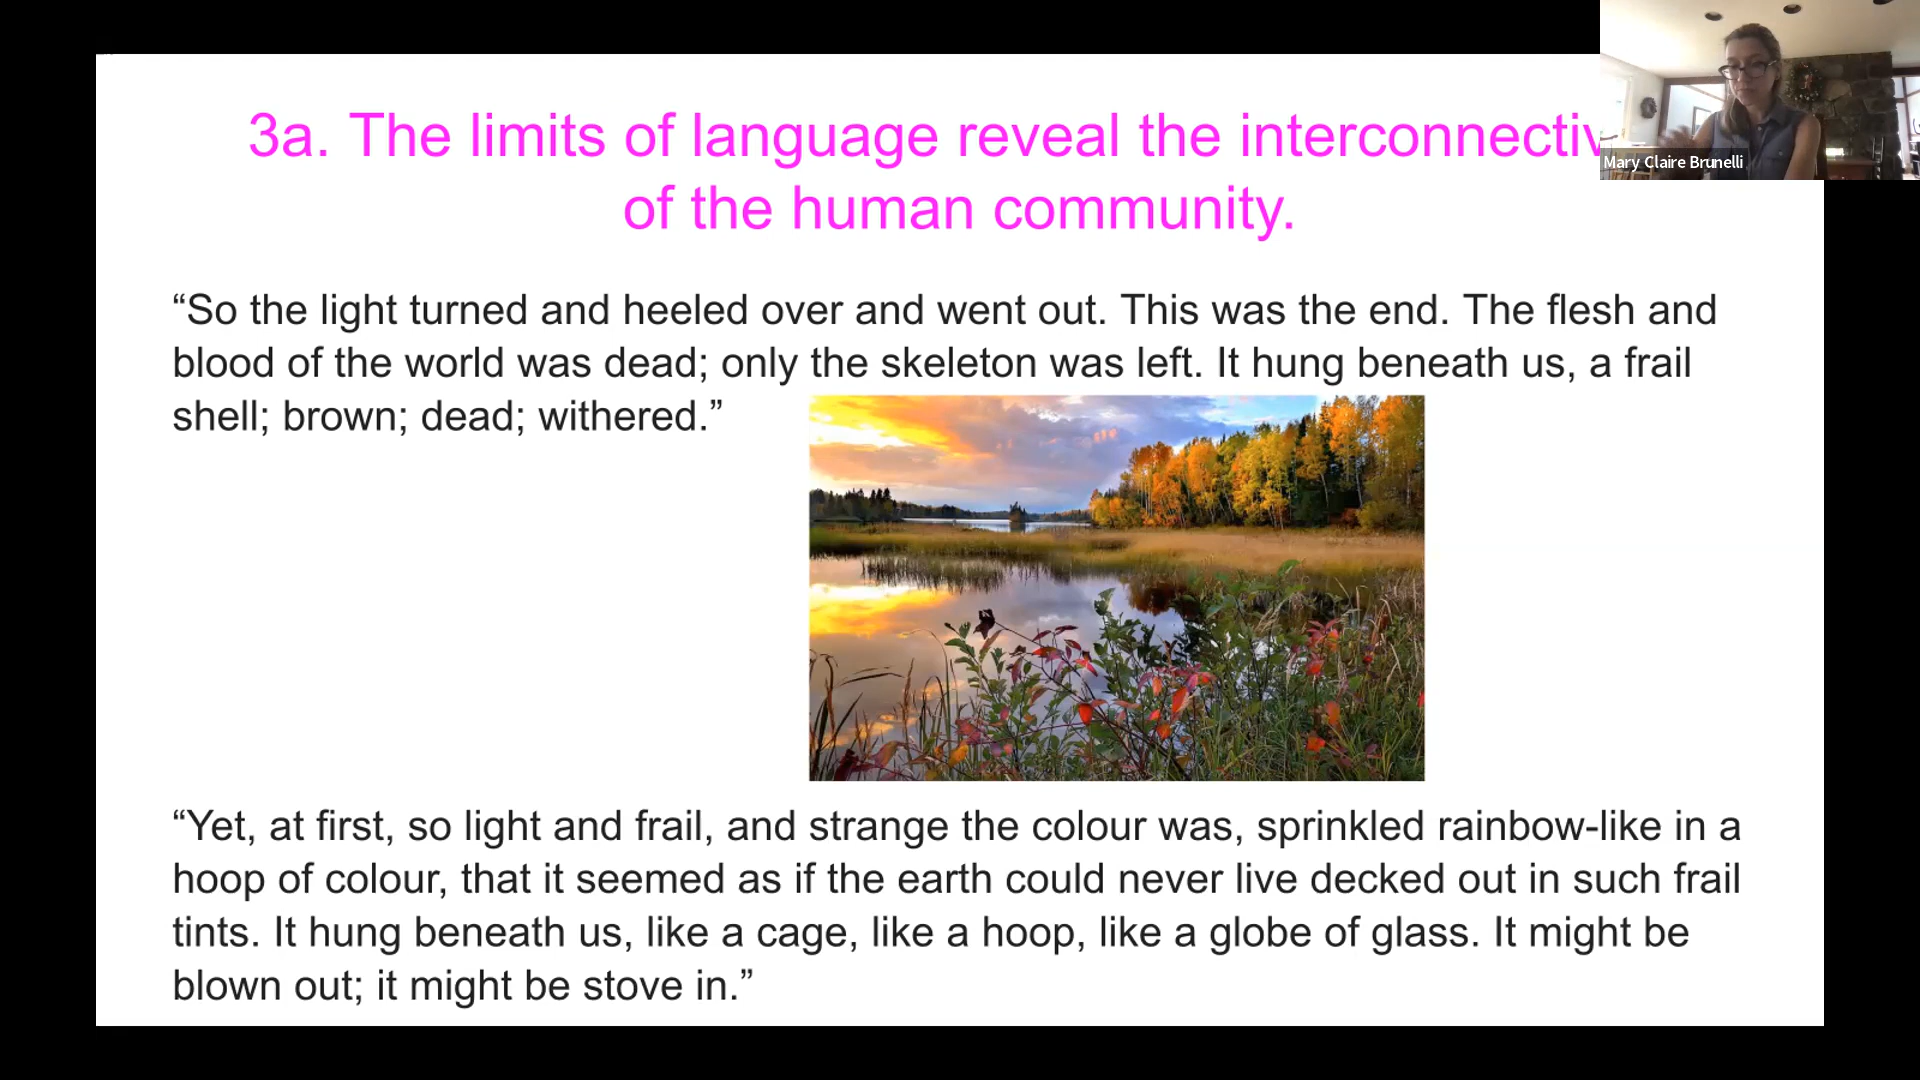 3a. The limits of language reveal the interconnectiv
of the human community.
Mary Claire Brunelli
“So the light turned and heeled over and went out. This was the end. The flesh and
blood of the world was dead; only the skeleton was left. It hung beneath us, a frail
shell; brown; dead; withered.”
“Yet, at first, so light and frail, and strange the colour was, sprinkled rainbow-like in a
hoop of colour, that it seemed as if the earth could never live decked out in such frail
tints. It hung beneath us, like a cage, like a hoop, like a globe of glass. It might be
blown out; it might be stove in.”